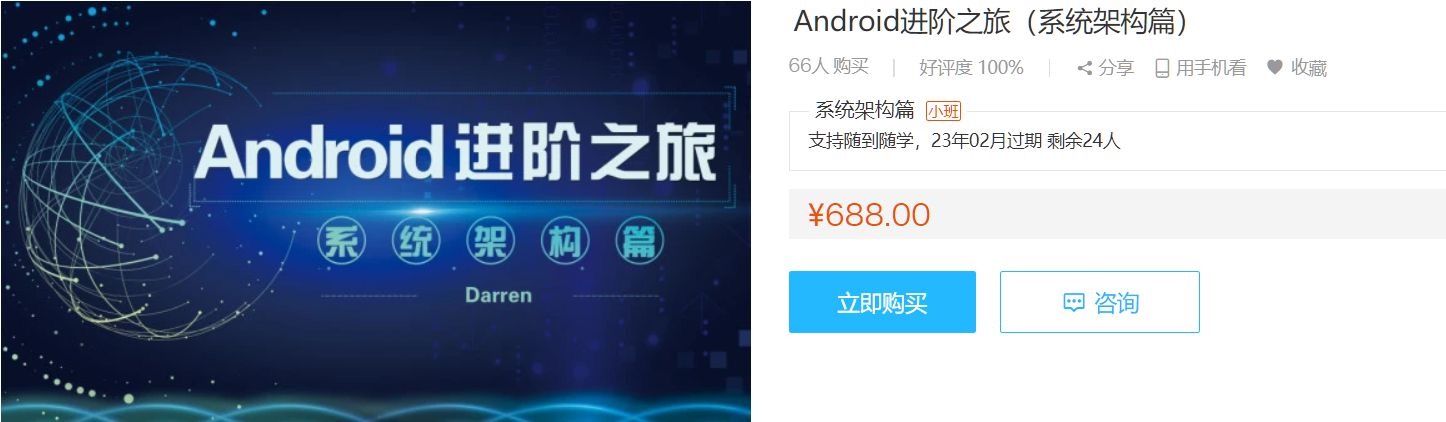 Android进阶之旅
系统架构篇
Darren
Android进阶之旅（系统架构篇）
66人 购买 好评度 100% 分享 用手机看 收藏
系统架构篇 小班
支持随到随学，23年02月过期 剩余24人
¥688.00
立即购买 咨询